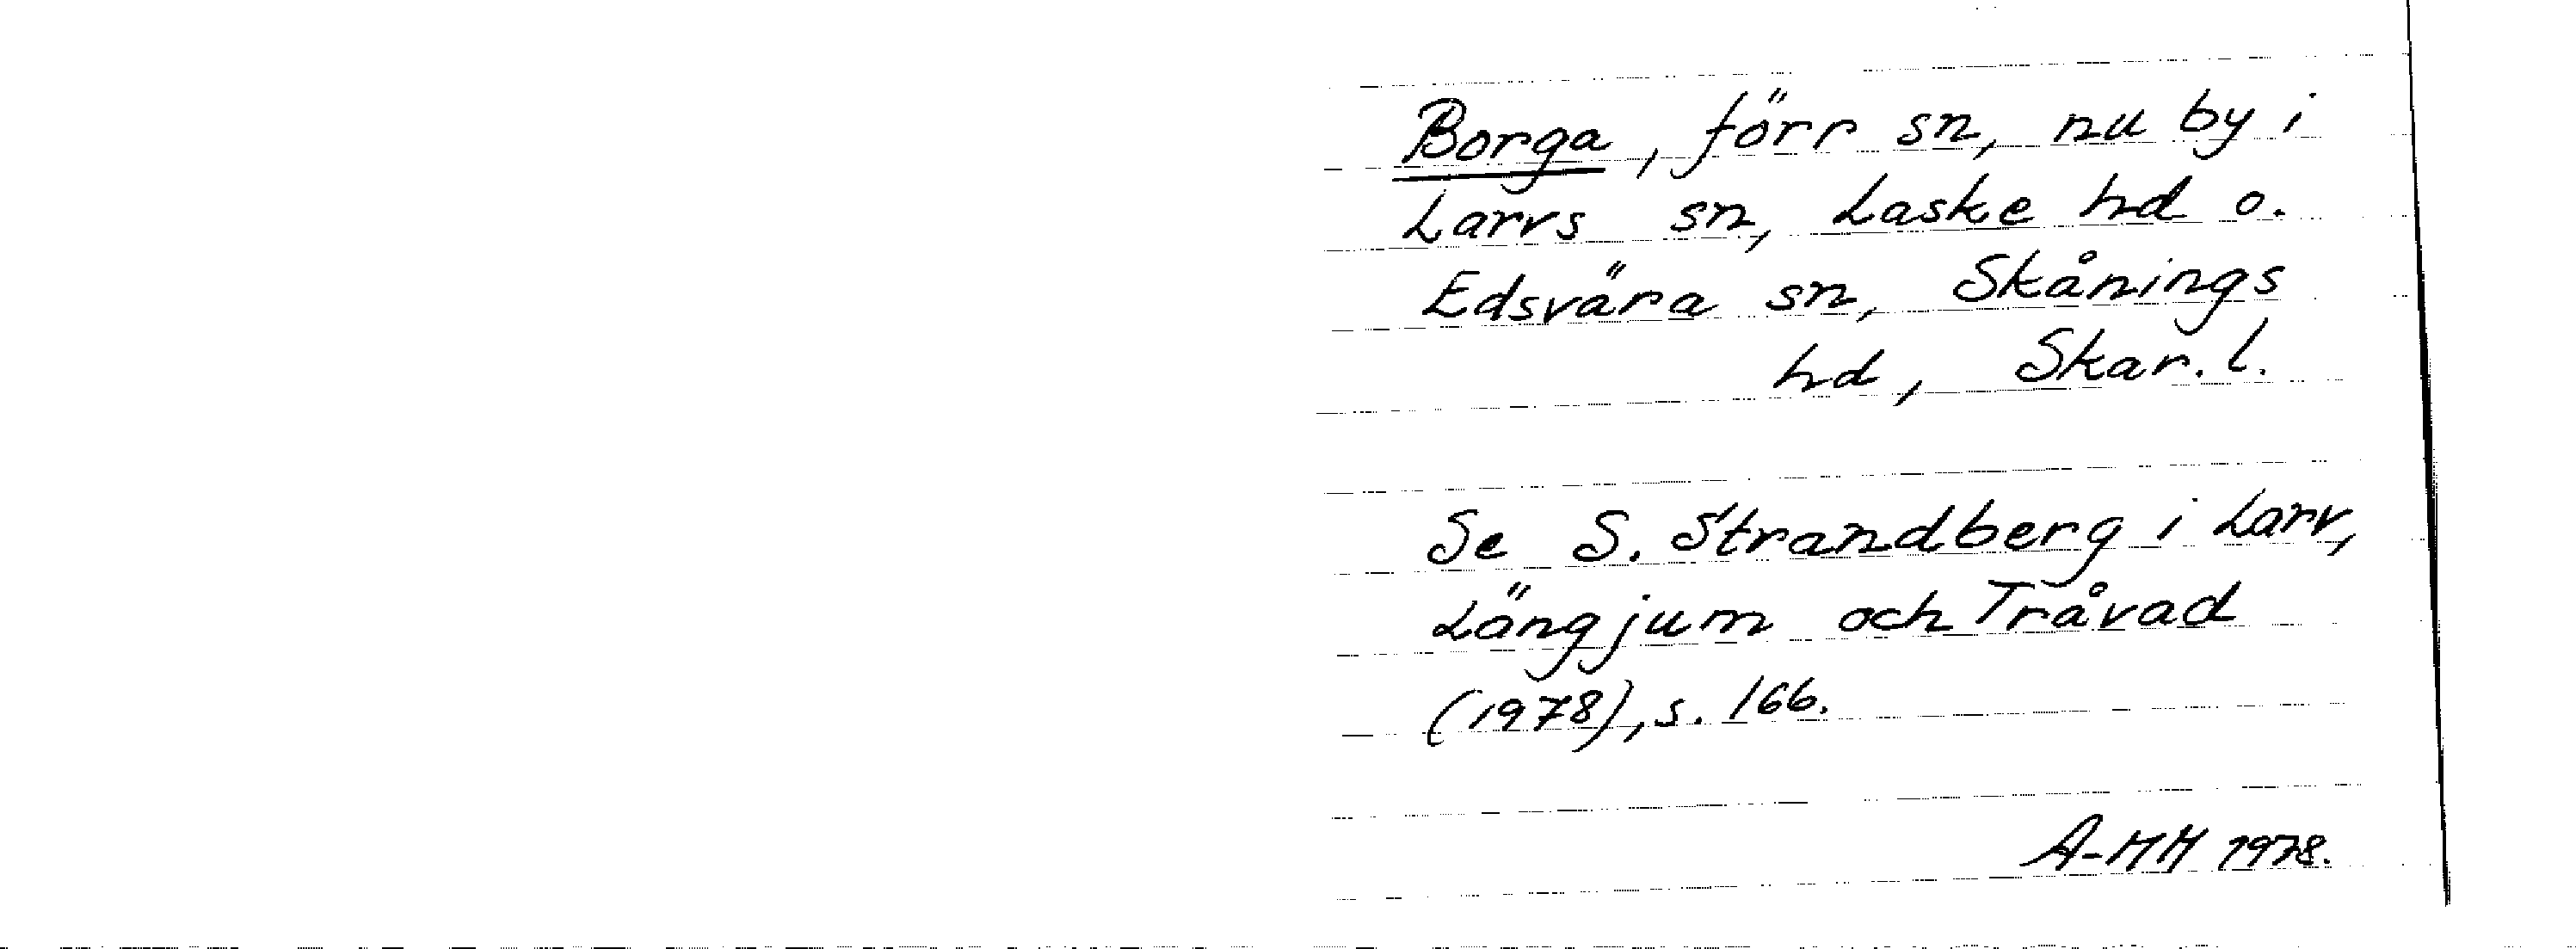 Borga, förr sn, nu by i
Larvs sn, Laske hd o.
Edsvära sn, Skånings
hd, Skar. l.
Se S. Strandberg i Larv,
Längjum och Tråvad
(1978), s. 166.
A-MH 1978.